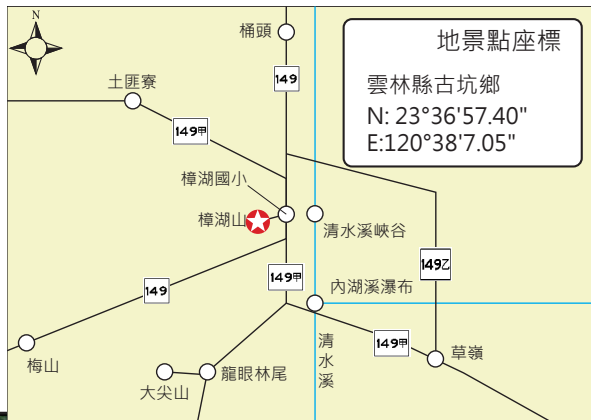 N
地景點座標
雲林縣古坑鄉
N: 23°36'57.40"
E:120°38'7.05"
桶頭
149
土匪寮
149甲
樟湖國小
樟湖山
清水溪峽谷
149乙
149甲
149
內湖溪瀑布
清水溪
149甲
草嶺
梅山
大尖山
龍眼林尾